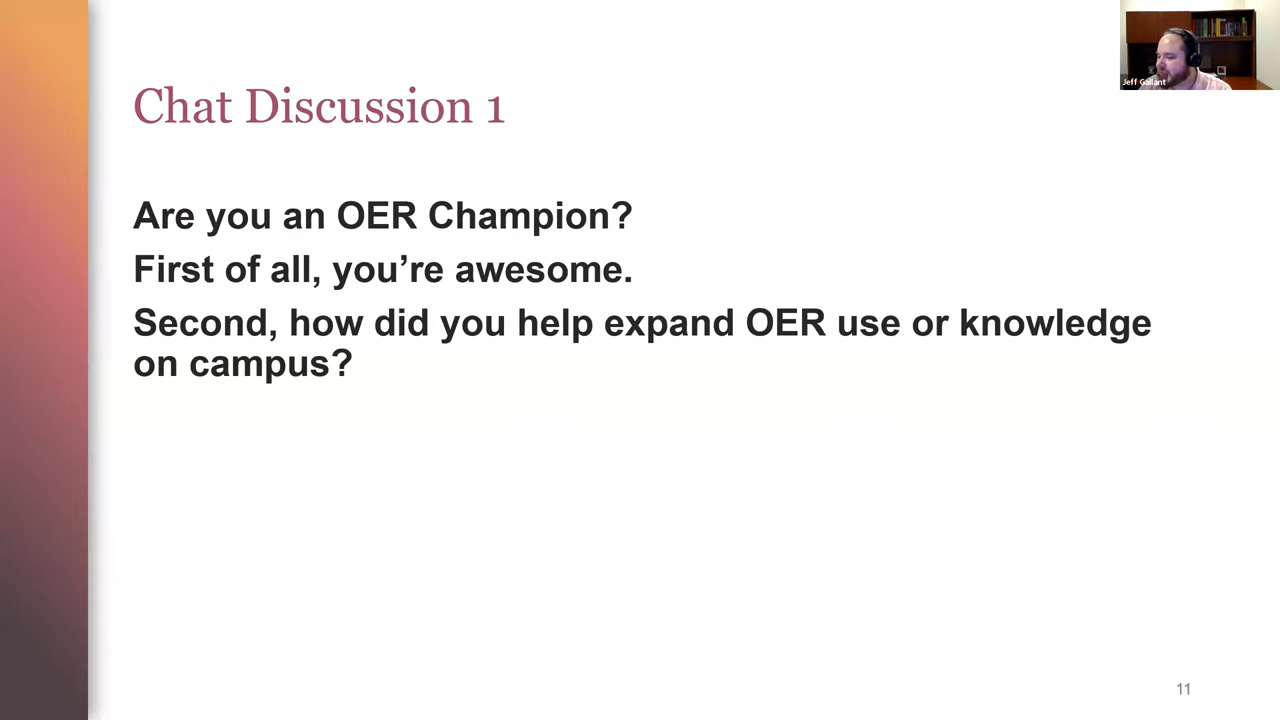 Jeff Gallant
Chat Discussion 1
Are you an OER Champion?
First of all, you’re awesome.
Second, how did you help expand OER use or knowledge
on campus?
11